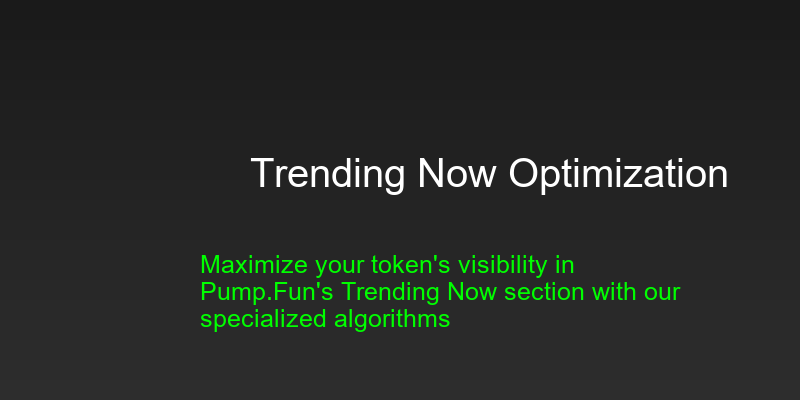 Trending Now Optimization
Maximize your token's visibility in
Pump.Fun's Trending Now section with our
specialized algorithms